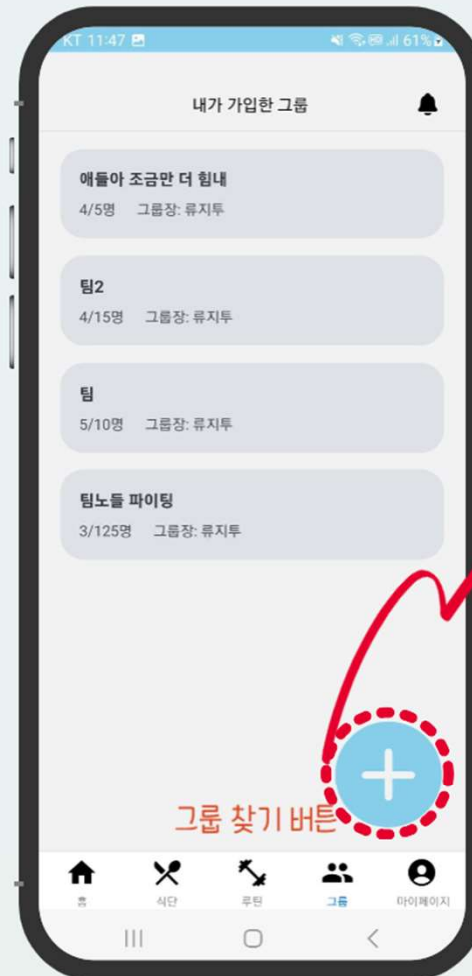 KT 11:47
61%
내가 가입한 그룹
애들아 조금만 더 힘내
4/5명 그룹장: 류지투
팀2
4/15명 그룹장: 류지투
팀
5/10명 그룹장: 류지투
팀노들 파이팅
3/125명 그룹장: 류지투
그룹 찾기 버튼
홈 식단 루틴 그룹 마이페이지